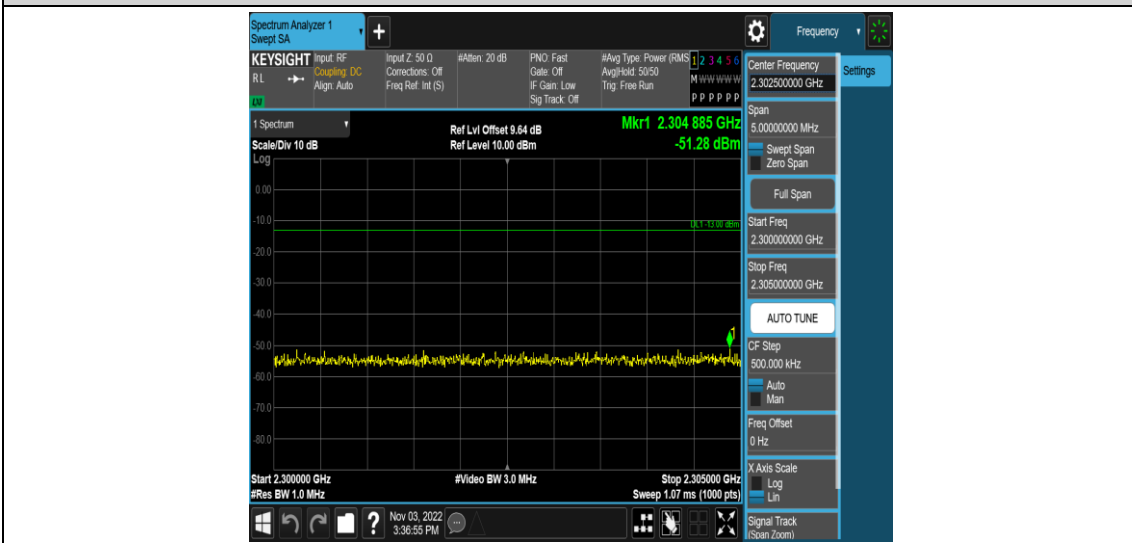 Spectrum Analyzer 1
Swept SA
+
Frequency
KEYSIGHT
RL
LNI
Input: RF
Coupling: DC
Align: Auto
Input Z: 50 Ω
Corrections: Off
Freq Ref: Int (S)
#Atten: 20 dB
PNO: Fast
Gate: Off
IF Gain: Low
Sig Track: Off
#Avg Type: Power (RMS
Avg|Hold: 50/50
Trig: Free Run
1 2 3 4 5 6
M W W W W W
P P P P P P
1 Spectrum
Scale/Div 10 dB
Log
Ref Lvl Offset 9.64 dB
Ref Level 10.00 dBm
Mkr1 2.304 885 GHz
-51.28 dBm
0.00
-10.0
DL1 -13.00 dBm
-20.0
-30.0
-40.0
1
-50.0
-60.0
-70.0
-80.0
Start 2.300000 GHz
#Res BW 1.0 MHz
#Video BW 3.0 MHz
Stop 2.305000 GHz
Sweep 1.07 ms (1000 pts)
?
Nov 03, 2022
3:36:55 PM
Center Frequency
2.302500000 GHz
Settings
Span
5.00000000 MHz
Swept Span
Zero Span
Full Span
Start Freq
2.300000000 GHz
Stop Freq
2.305000000 GHz
AUTO TUNE
CF Step
500.000 kHz
Auto
Man
Freq Offset
0 Hz
X Axis Scale
Log
Lin
Signal Track
(Span Zoom)